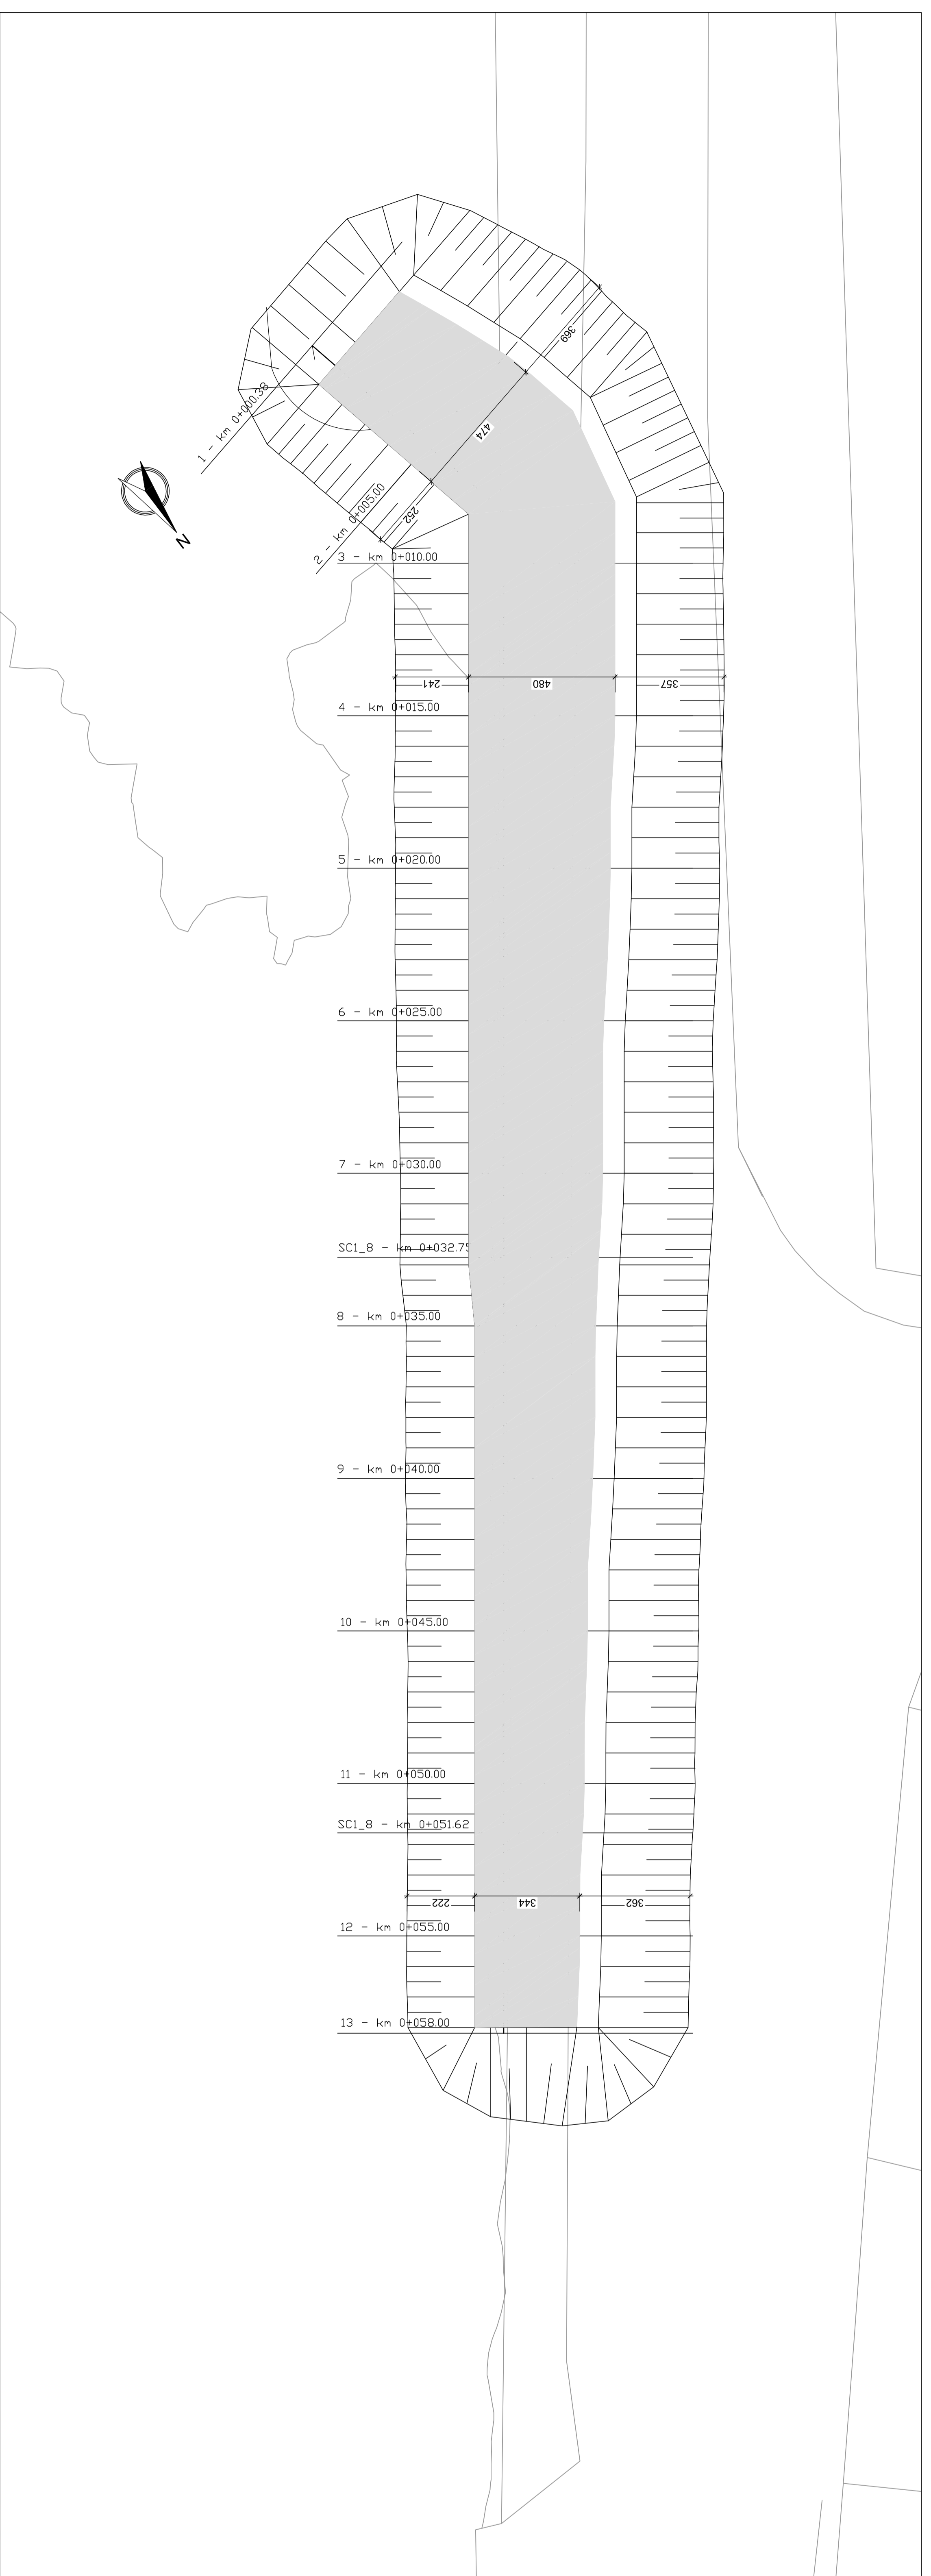 369
1 - km 0+000.38
474
2 - km 0+005.00
252
N
3 - km 0+010.00
241
480
357
4 - km 0+015.00
5 - km 0+020.00
6 - km 0+025.00
7 - km 0+030.00
SC1_8 - km 0+032.75
8 - km 0+035.00
9 - km 0+040.00
10 - km 0+045.00
11 - km 0+050.00
SC1_8 - km 0+051.62
222
344
362
12 - km 0+055.00
13 - km 0+058.00